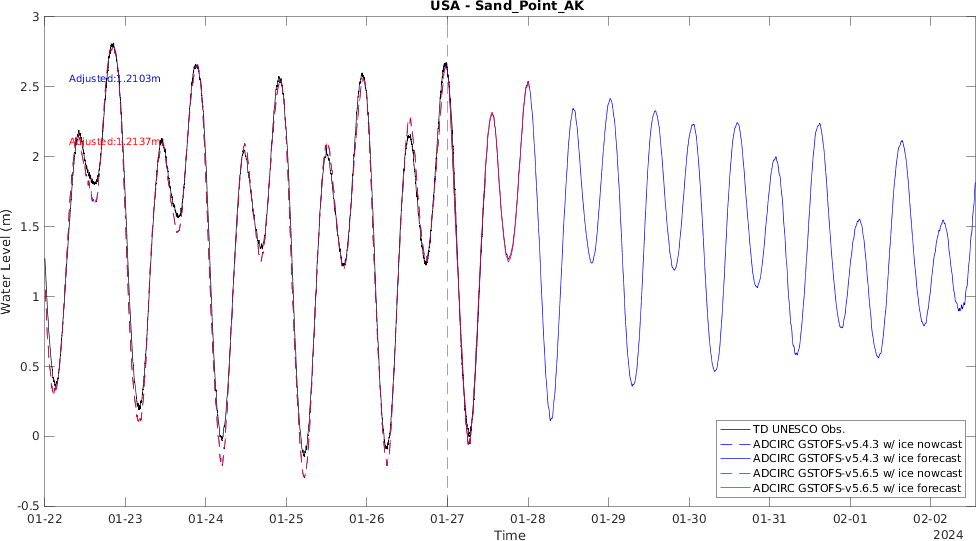 USA - Sand_Point_AK
3
2.5
2
1.5
1
0.5
0
-0.5
Water Level (m)
Adjusted:1.2103m
Adjusted:1.2137m
TD UNESCO Obs.
ADCIRC GSTOFS-v5.4.3 w/ ice nowcast
ADCIRC GSTOFS-v5.4.3 w/ ice forecast
ADCIRC GSTOFS-v5.6.5 w/ ice nowcast
ADCIRC GSTOFS-v5.6.5 w/ ice forecast
01-22 01-23 01-24 01-25 01-26 01-27 01-28 01-29 01-30 01-31 02-01 02-02
2024
Time